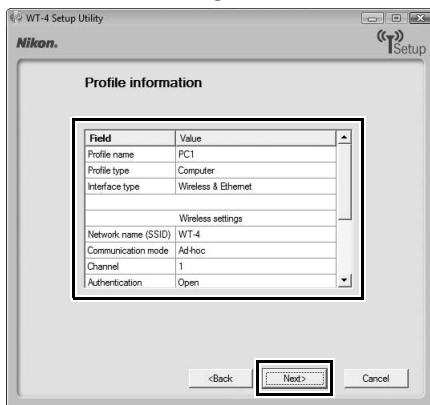 WT-4 Setup Utility
Nikon.
Setup
Profile information
Field Value
Profile name PC1
Profile type Computer
Interface type Wireless & Ethernet
Wireless settings
Network name (SSID) WT-4
Communication mode Ad-hoc
Channel 1
Authentication Open
<Back Next> Cancel